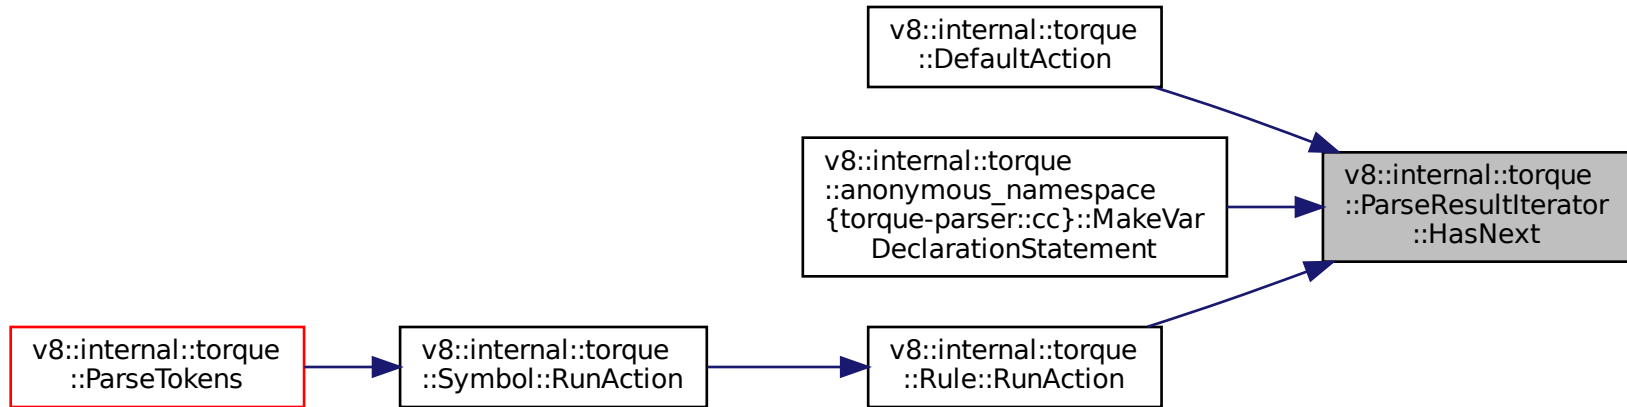 v8::internal::torque
::DefaultAction
v8::internal::torque
::anonymous_namespace
{torque-parser::cc}::MakeVar
DeclarationStatement
v8::internal::torque
::ParseResultIterator
::HasNext
v8::internal::torque
::ParseTokens
v8::internal::torque
::Symbol::RunAction
v8::internal::torque
::Rule::RunAction